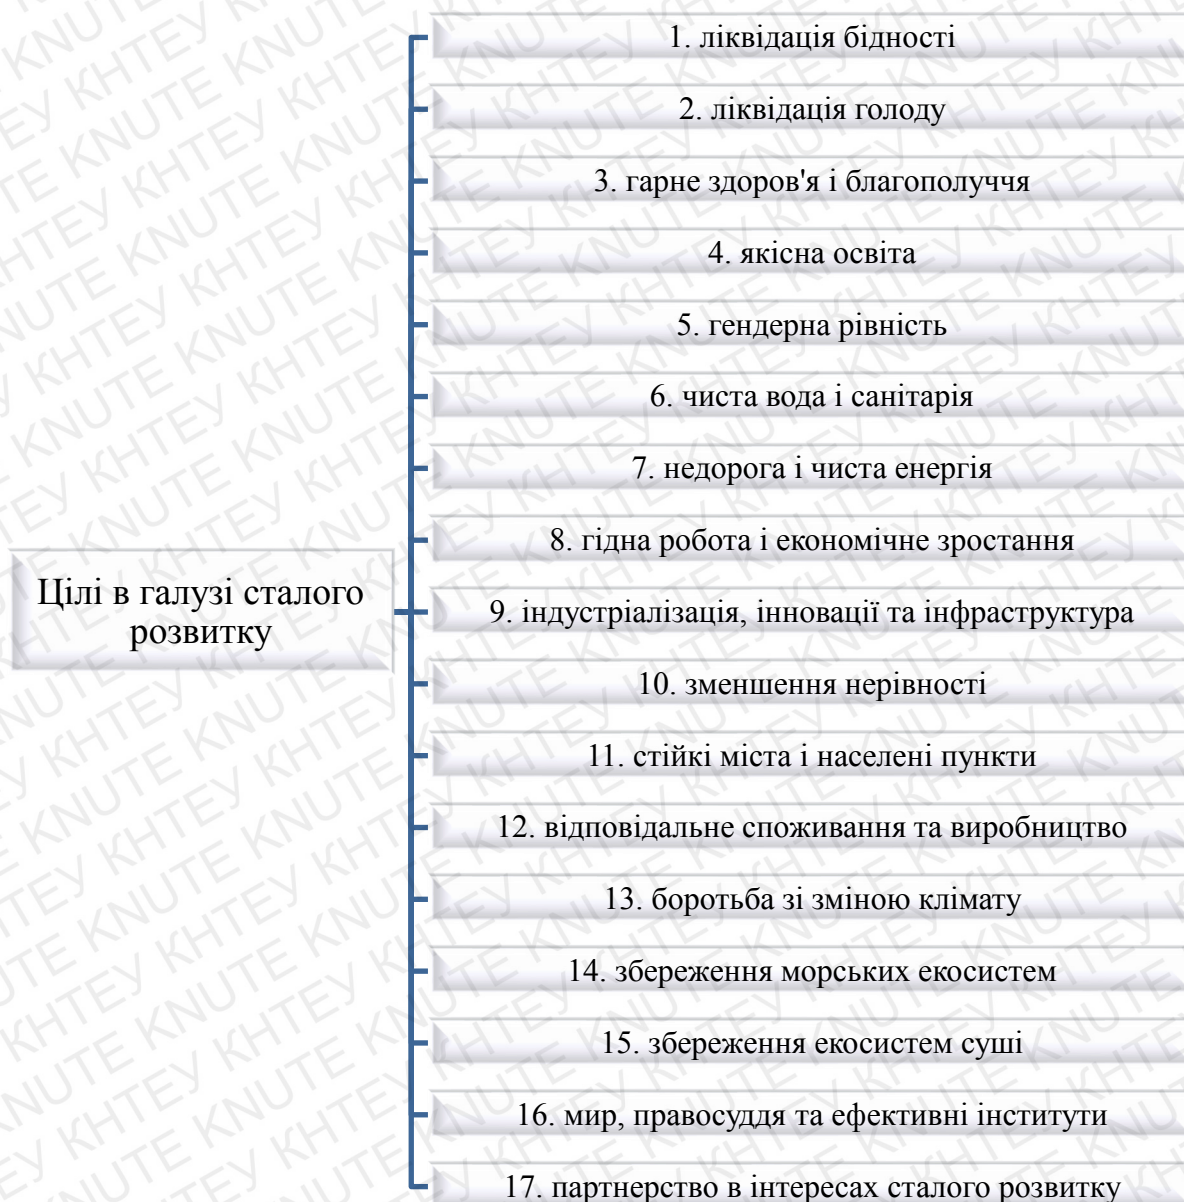 1. ліквідація бідності
2. ліквідація голоду
3. гарне здоров'я і благополуччя
4. якісна освіта
5. гендерна рівність
6. чиста вода і санітарія
7. недорога і чиста енергія
8. гідна робота і економічне зростання
Цілі в галузі сталого
розвитку
9. індустріалізація, інновації та інфраструктура
10. зменшення нерівності
11. стійкі міста і населені пункти
12. відповідальне споживання та виробництво
13. боротьба зі зміною клімату
14. збереження морських екосистем
15. збереження екосистем суші
16. мир, правосуддя та ефективні інститути
17. партнерство в інтересах сталого розвитку